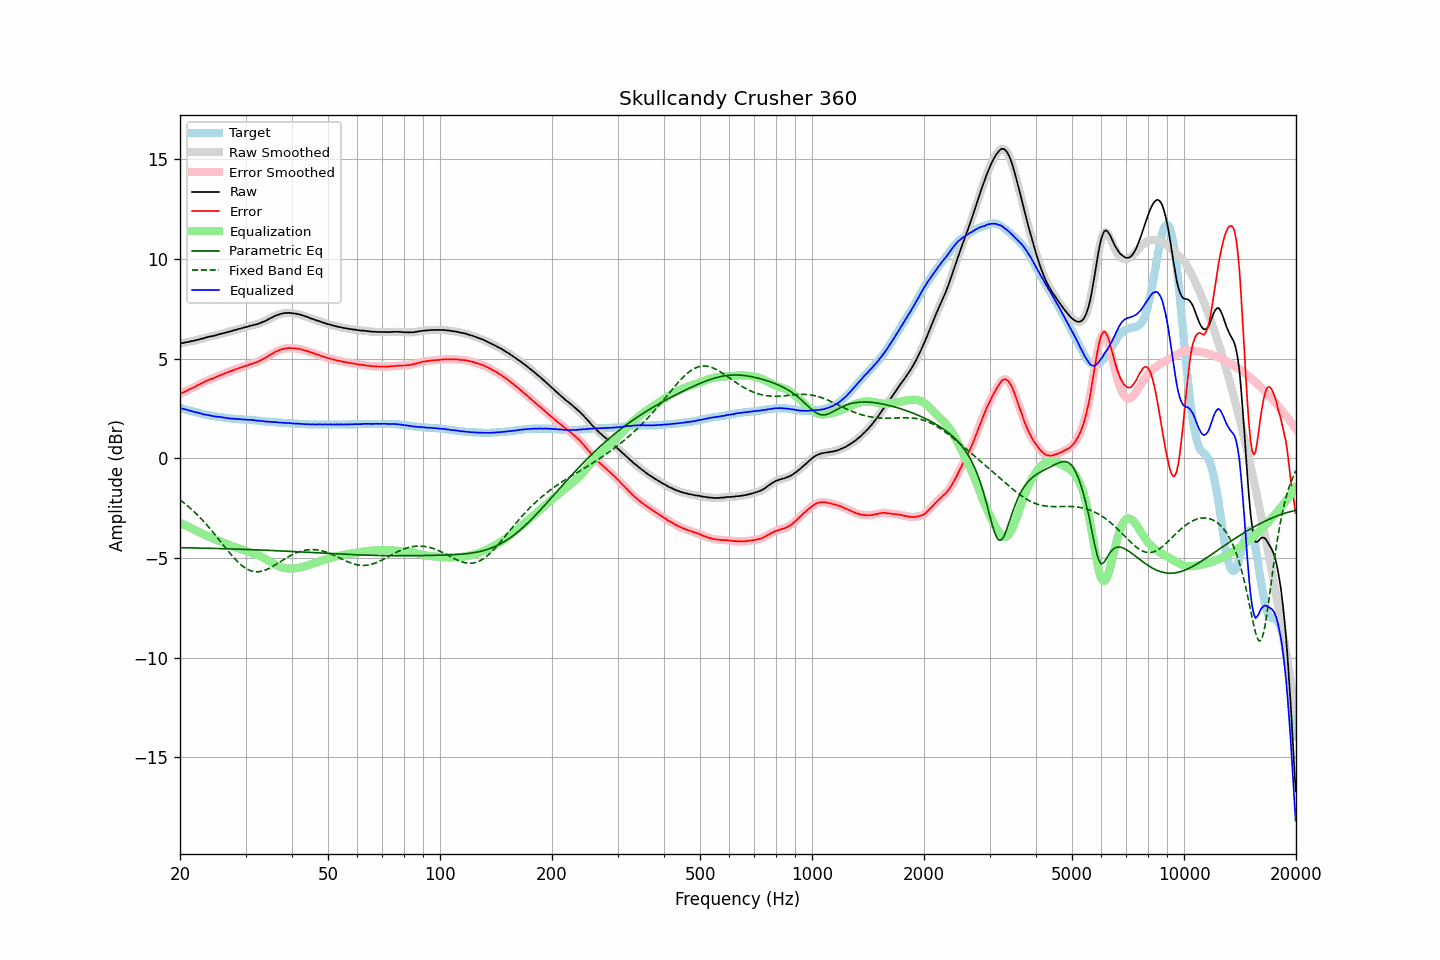 Skullcandy Crusher 360
Target
Raw Smoothed
Error Smoothed
Raw
Error
Equalization
Parametric Eq
Fixed Band Eq
Equalized
Amplitude (dBr)
15
10
5
0
−5
−10
−15
20 50 100 200 500 1000 2000 5000 10000 20000
Frequency (Hz)